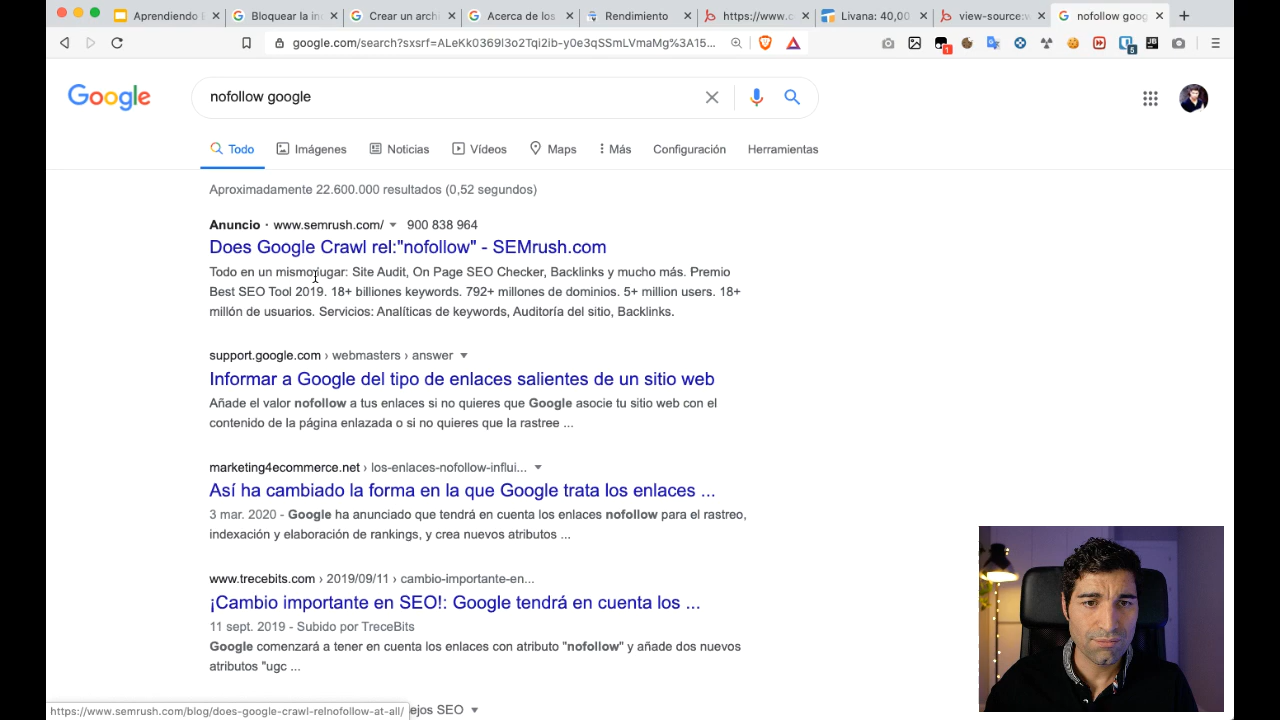 Aprendiendo l
Bloquear la in
Crear un archi
Acerca de los
Rendimiento
https://www.c
Livana: 40,00
view-source:w
nofollow goog
google.com/search?sxsrf=ALeKk0369l3o2Tqi2ib-y0e3qSSmLVmaMg%3A15...
Google
nofollow google
Todo
Imágenes
Noticias
Vídeos
Maps
Más
Configuración
Herramientas
Aproximadamente 22.600.000 resultados (0,52 segundos)
Anuncio · www.semrush.com/ 900 838 964
Does Google Crawl rel:"nofollow" - SEMrush.com
Todo en un mismo lugar: Site Audit, On Page SEO Checker, Backlinks y mucho más. Premio
Best SEO Tool 2019. 18+ billiones keywords. 792+ millones de dominios. 5+ million users. 18+
millón de usuarios. Servicios: Analíticas de keywords, Auditoría del sitio, Backlinks.
support.google.com › webmasters › answer
Informar a Google del tipo de enlaces salientes de un sitio web
Añade el valor nofollow a tus enlaces si no quieres que Google asocie tu sitio web con el
contenido de la página enlazada o si no quieres que la rastree ...
marketing4ecommerce.net › los-enlaces-nofollow-influi...
Así ha cambiado la forma en la que Google trata los enlaces ...
3 mar. 2020 - Google ha anunciado que tendrá en cuenta los enlaces nofollow para el rastreo,
indexación y elaboración de rankings, y crea nuevos atributos ...
www.trecebits.com › 2019/09/11 › cambio-importante-en...
¡Cambio importante en SEO!: Google tendrá en cuenta los ...
11 sept. 2019 - Subido por TreceBits
Google comenzará a tener en cuenta los enlaces con atributo "nofollow" y añade dos nuevos
atributos "ugc ...
https://www.semrush.com/blog/does-google-crawl-relnofollow-at-all/
ejos SEO